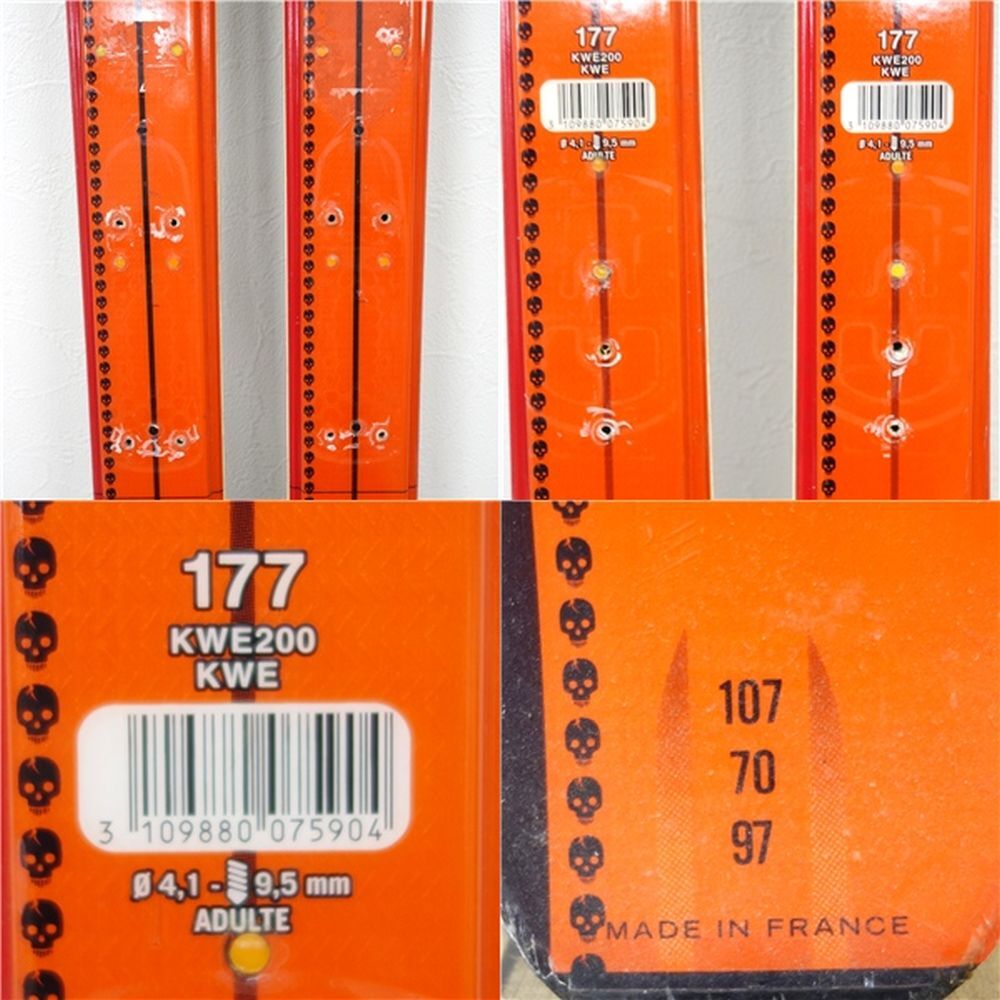 177
KWE200
KWE
3 109880 075904
Ø 4,1 - 9,5 mm
ADULTE
177
KWE200
KWE
3 109880 075904
Ø 4,1 - 9,5 mm
ADULTE
177
KWE200
KWE
3 109880 075904
Ø 4,1 - 9,5 mm
ADULTE
107
70
97
MADE IN FRANCE